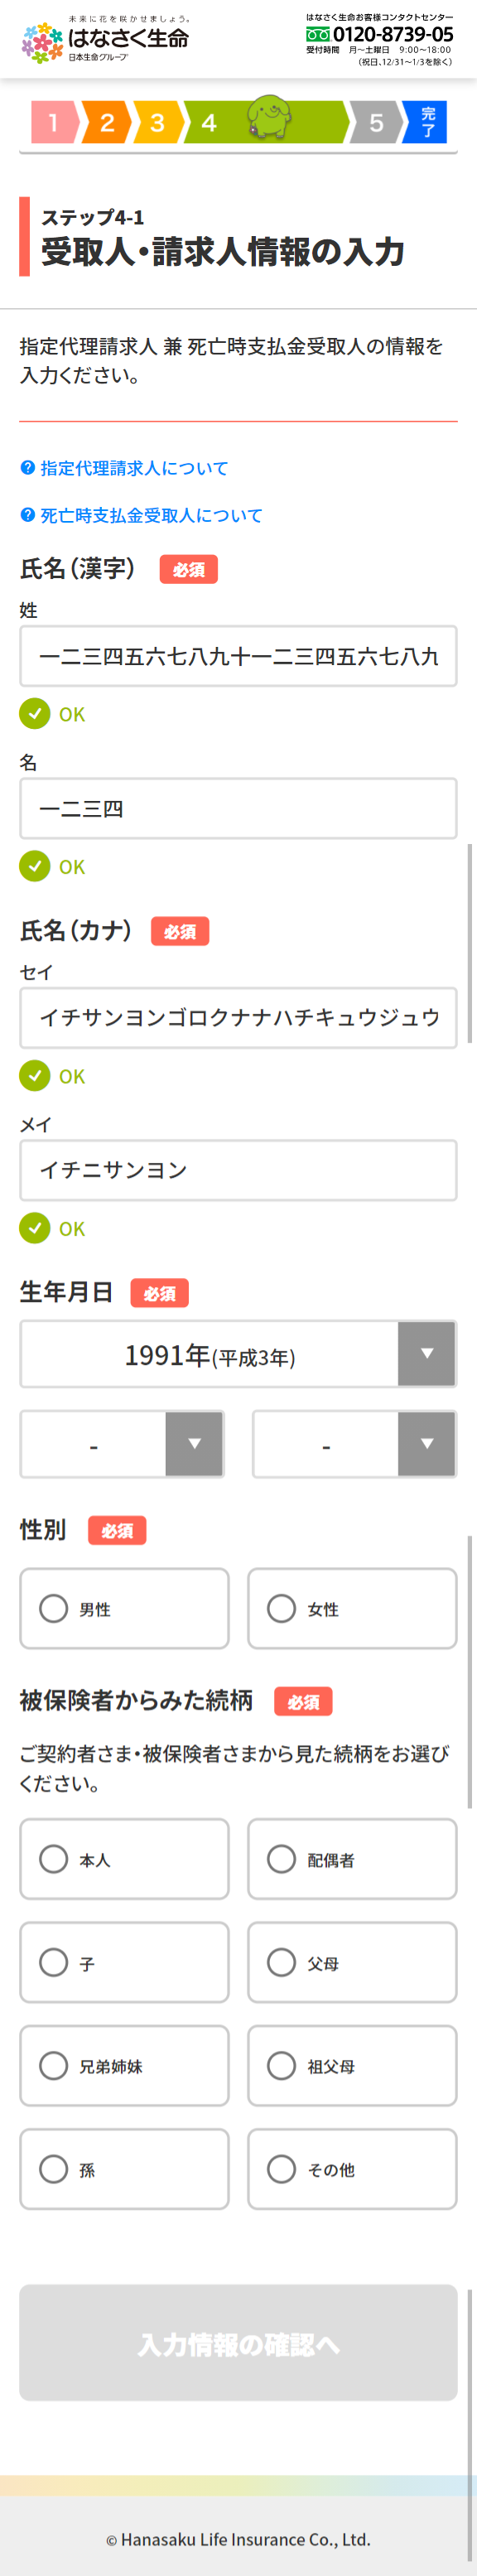 未来に花を咲かせましょう。
はなさく生命
日本生命グループ
はなさく生命お客様コンタクトセンター
0120-8739-05
受付時間 月～土曜日 9:00～18:00
(祝日、12/31～1/3を除く)
1 2 3 4 5 完了
ステップ4-1
受取人・請求人情報の入力
指定代理請求人 兼 死亡時支払金受取人の情報を
入力ください。
? 指定代理請求人について
? 死亡時支払金受取人について
氏名（漢字） 必須
姓
一二三四五六七八九十一二三四五六七八九
OK
名
一二三四
OK
氏名（カナ） 必須
セイ
イチサンヨンゴロクナナハチキュウジュウ
OK
メイ
イチニサンヨン
OK
生年月日 必須
1991年(平成3年) ▼
- ▼ - ▼
性別 必須
男性 女性
被保険者からみた続柄 必須
ご契約者さま・被保険者さまから見た続柄をお選び
ください。
本人 配偶者
子 父母
兄弟姉妹 祖父母
孫 その他
入力情報の確認へ
© Hanasaku Life Insurance Co., Ltd.